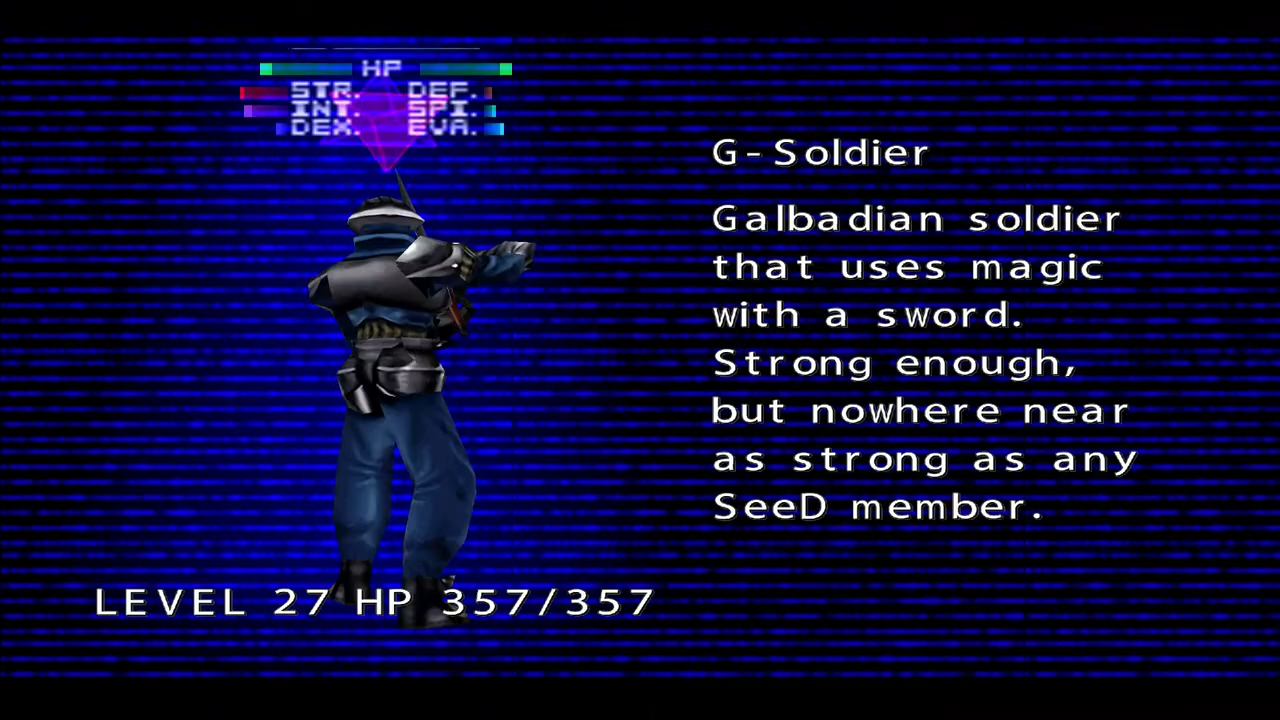 HP
STR. DEF.
INT. SPI.
DEX. EVA.
G-Soldier
Galbadian soldier
that uses magic
with a sword.
Strong enough,
but nowhere near
as strong as any
SeeD member.
LEVEL 27 HP 357/357